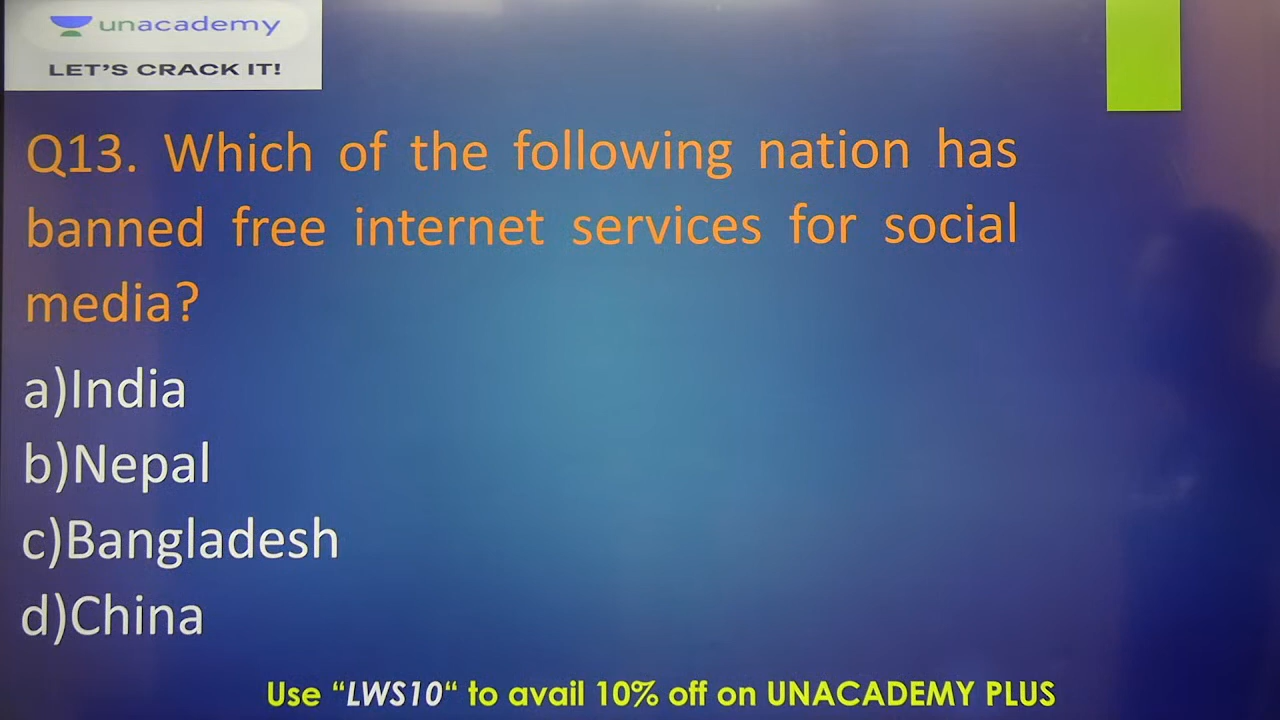 unacademy
LET'S CRACK IT!
Q13. Which of the following nation has
banned free internet services for social
media?
a)India
b)Nepal
c)Bangladesh
d)China
Use “LWS10“ to avail 10% off on UNACADEMY PLUS